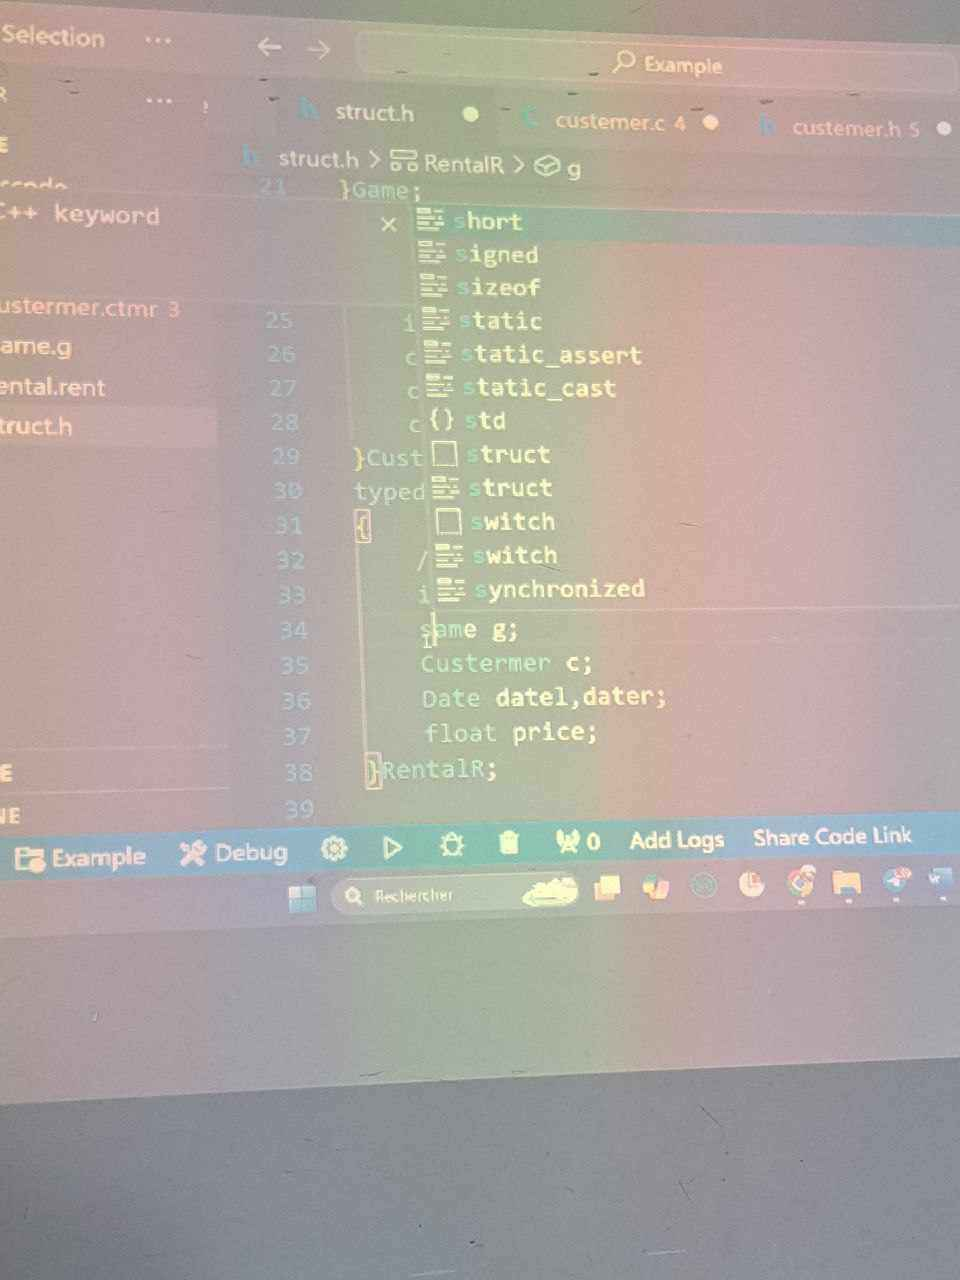 Selection ... ← → Example
R ... !
struct.h ● custemer.c 4 ● custemer.h 5 ●
E
struct.h > RentalR > g
21 }Game;
C++ keyword
× short
signed
sizeof
ustermer.ctmr 3
25 i static
ame.g
26 c static_assert
ental.rent
27 c static_cast
truct.h
28 c {} std
29 }Cust struct
30 typed struct
31 { switch
32 / switch
33 i synchronized
34 same g;
35 Custermer c;
36 Date datel,dater;
37 float price;
E
38 }RentalR;
NE
39
Example Debug 0 Add Logs Share Code Link
Rechercher